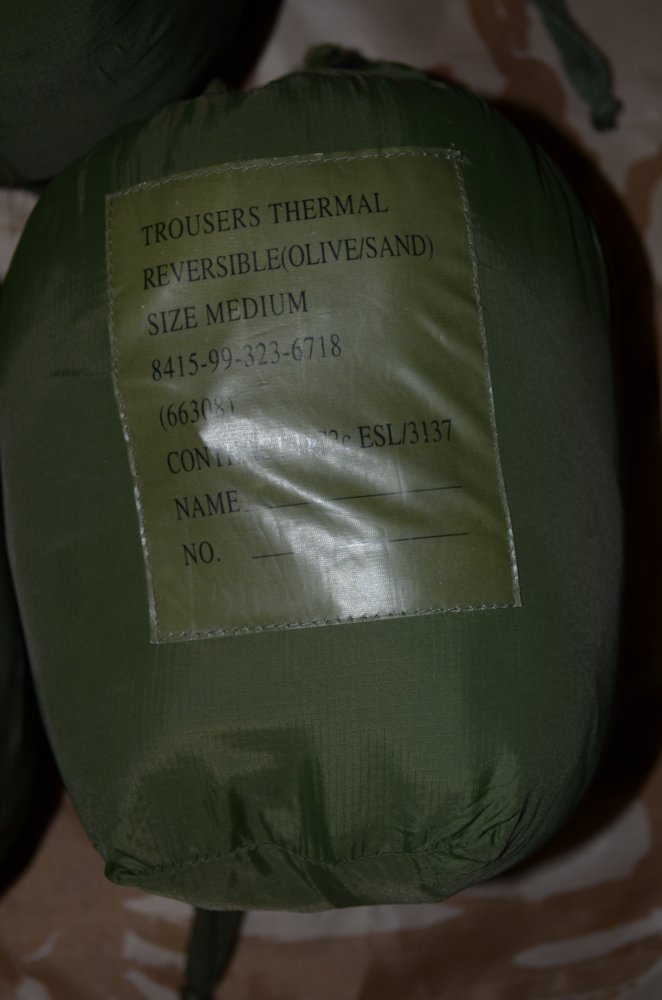 TROUSERS THERMAL
REVERSIBLE(OLIVE/SAND)
SIZE MEDIUM
8415-99-323-6718
(66308)
ESL/3137
NAME
NO.